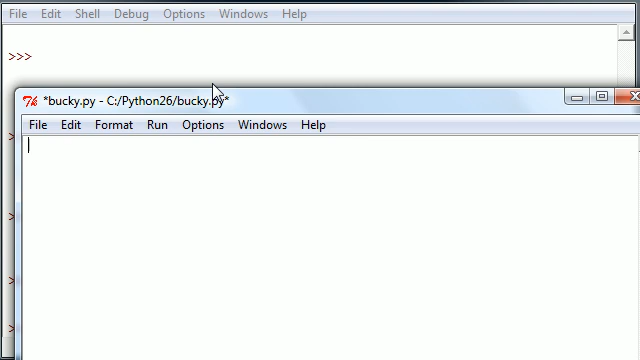 File Edit Shell Debug Options Windows Help
>>>
*bucky.py - C:/Python26/bucky.py*
File Edit Format Run Options Windows Help
>
>
>
>